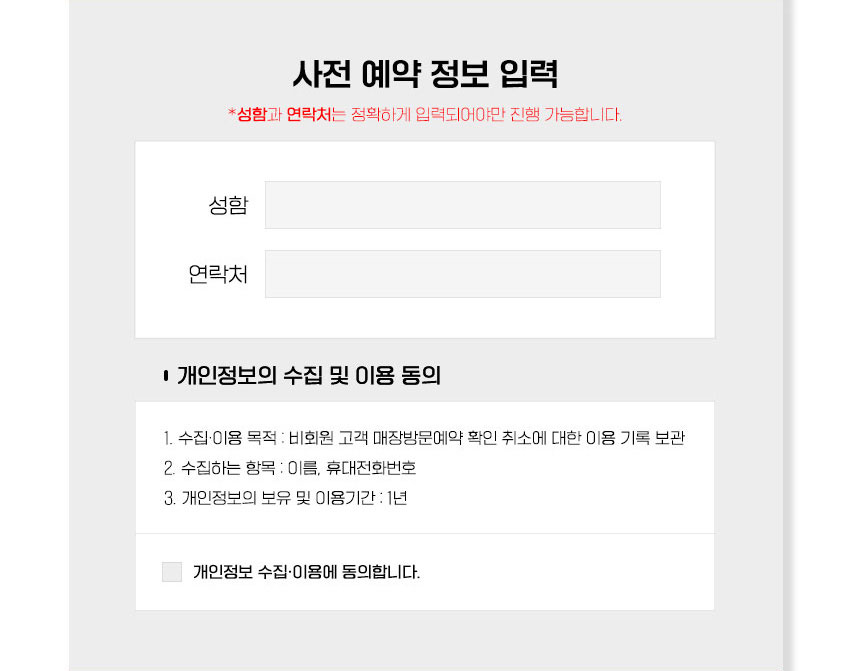 사전 예약 정보 입력
*성함과 연락처는 정확하게 입력되어야만 진행 가능합니다.
성함
연락처
개인정보의 수집 및 이용 동의
1. 수집·이용 목적 : 비회원 고객 매장방문예약 확인 취소에 대한 이용 기록 보관
2. 수집하는 항목 : 이름, 휴대전화번호
3. 개인정보의 보유 및 이용기간 : 1년
개인정보 수집·이용에 동의합니다.